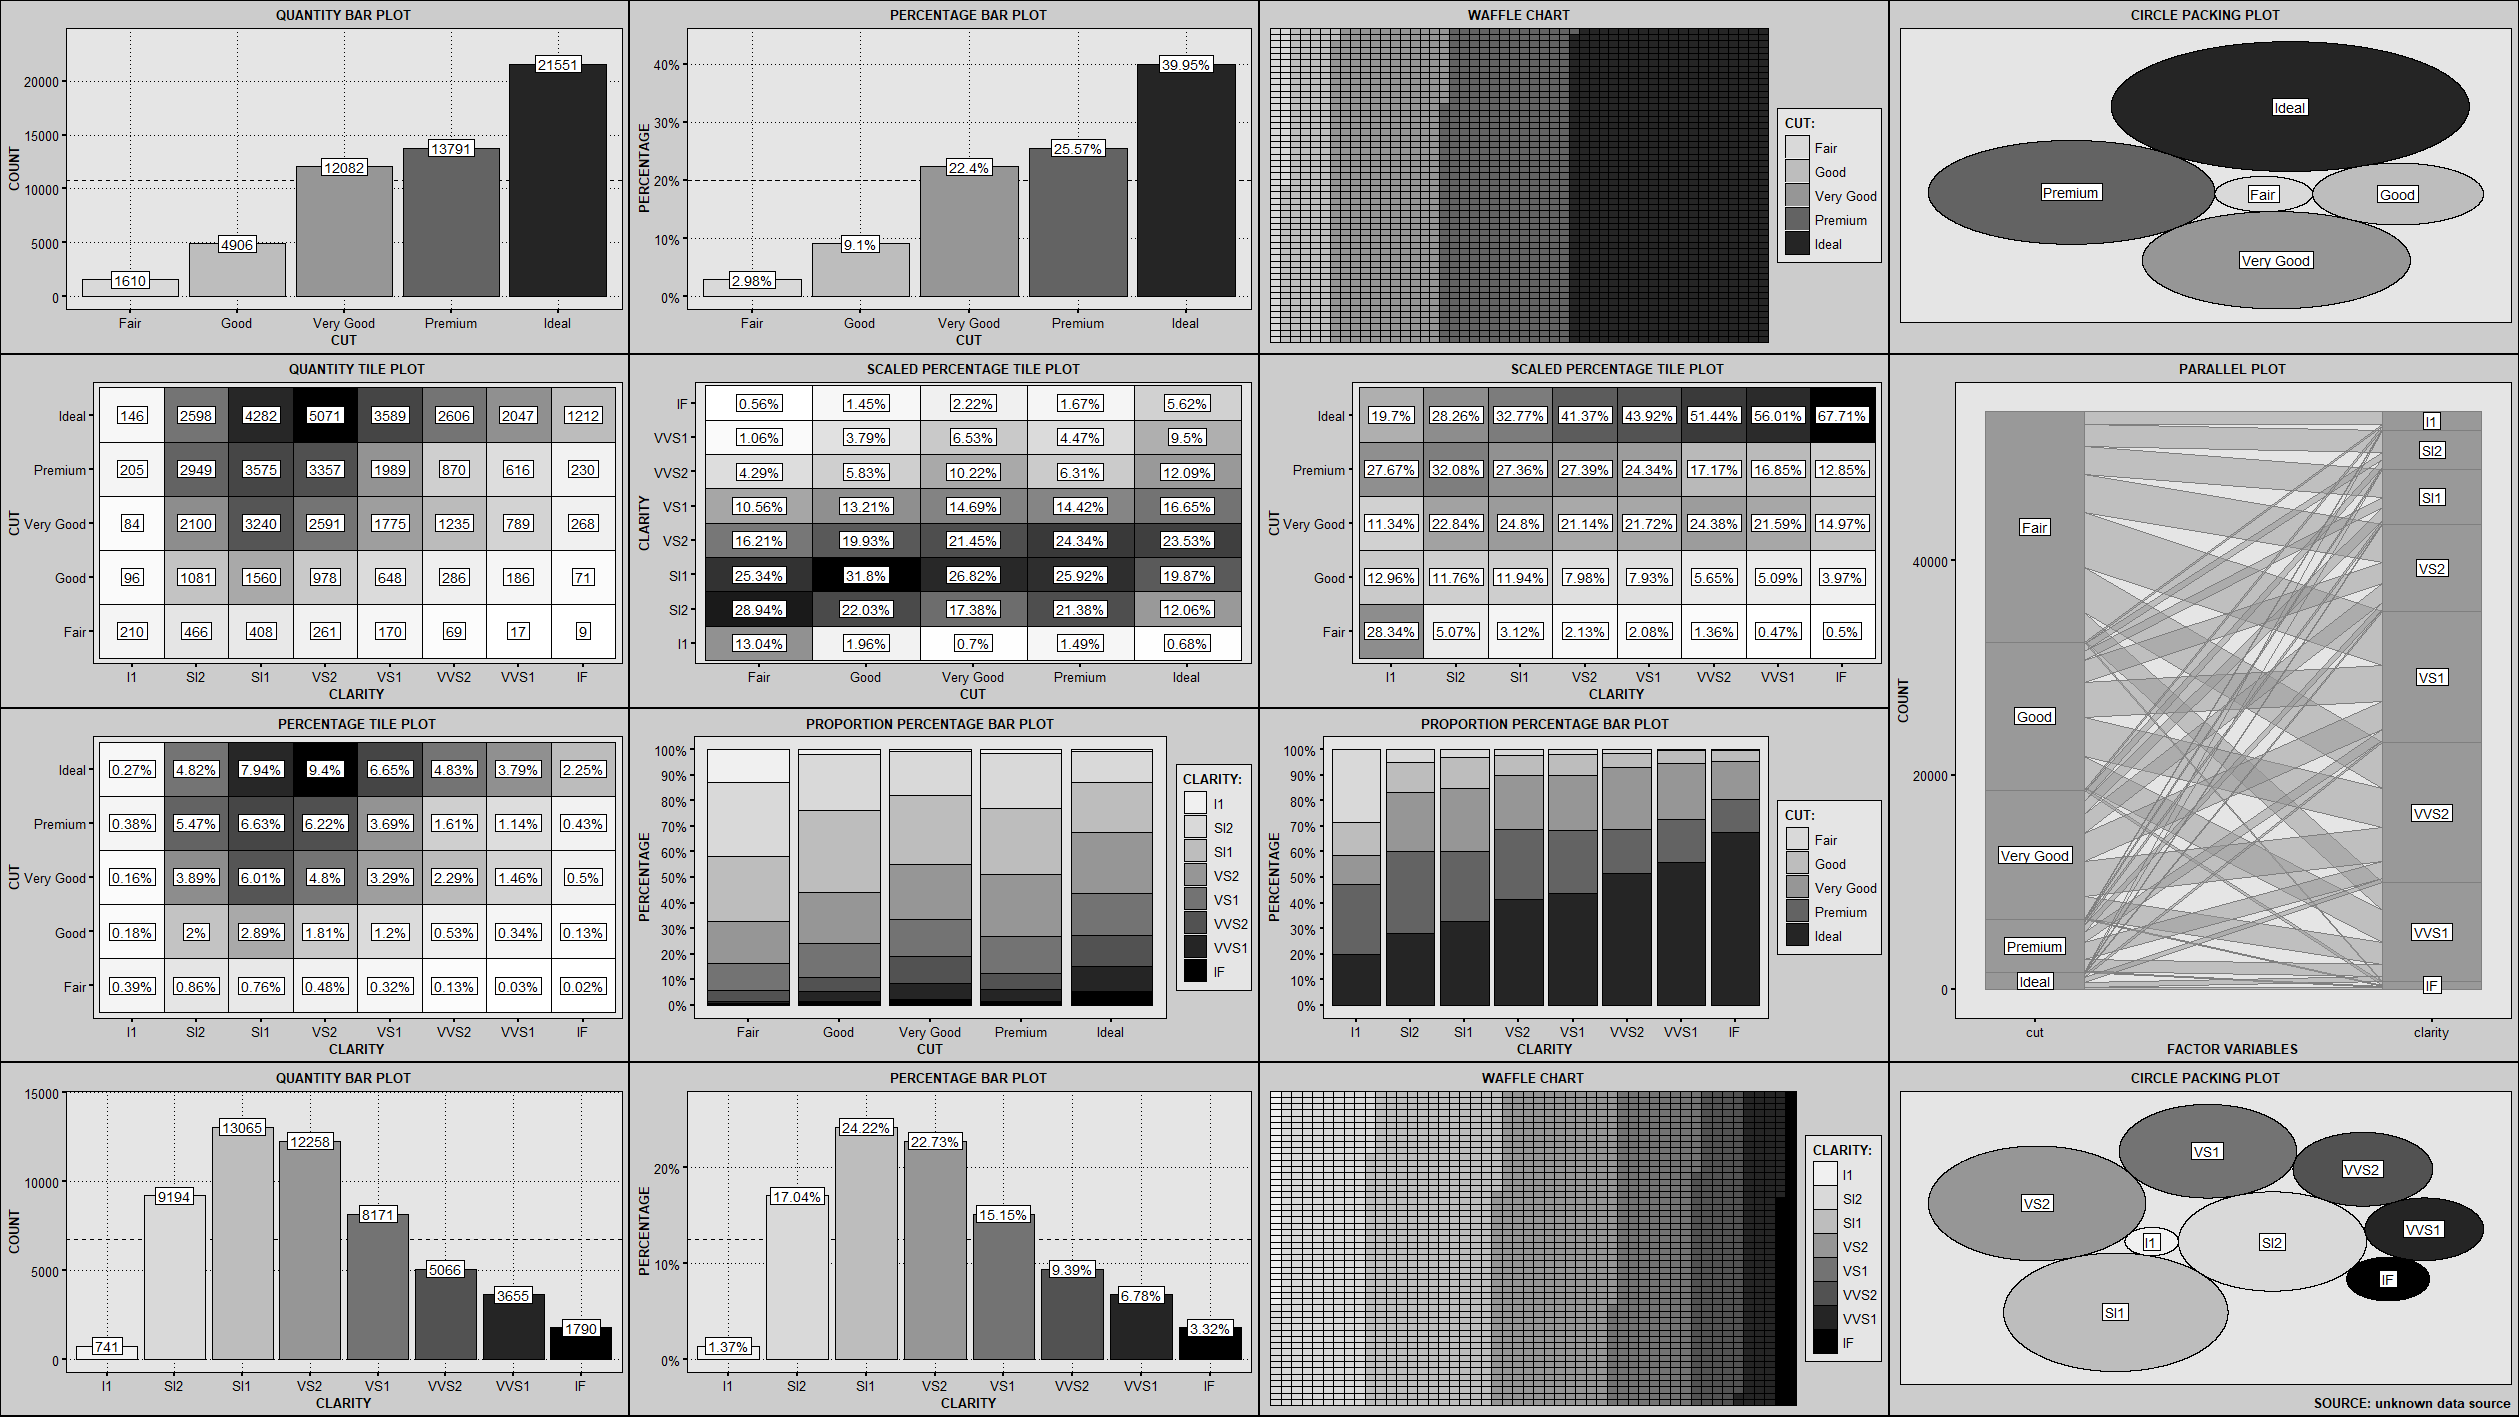 QUANTITY BAR PLOT
COUNT
20000
15000
10000
5000
0
1610
4906
12082
13791
21551
Fair Good Very Good Premium Ideal
CUT
PERCENTAGE BAR PLOT
PERCENTAGE
40%
30%
20%
10%
0%
2.98%
9.1%
22.4%
25.57%
39.95%
Fair Good Very Good Premium Ideal
CUT
WAFFLE CHART
CUT:
Fair
Good
Very Good
Premium
Ideal
CIRCLE PACKING PLOT
Ideal
Premium
Fair
Good
Very Good
QUANTITY TILE PLOT
CUT
Ideal 146 2598 4282 5071 3589 2606 2047 1212
Premium 205 2949 3575 3357 1989 870 616 230
Very Good 84 2100 3240 2591 1775 1235 789 268
Good 96 1081 1560 978 648 286 186 71
Fair 210 466 408 261 170 69 17 9
I1 SI2 SI1 VS2 VS1 VVS2 VVS1 IF
CLARITY
SCALED PERCENTAGE TILE PLOT
CLARITY
IF 0.56% 1.45% 2.22% 1.67% 5.62%
VVS1 1.06% 3.79% 6.53% 4.47% 9.5%
VVS2 4.29% 5.83% 10.22% 6.31% 12.09%
VS1 10.56% 13.21% 14.69% 14.42% 16.65%
VS2 16.21% 19.93% 21.45% 24.34% 23.53%
SI1 25.34% 31.8% 26.82% 25.92% 19.87%
SI2 28.94% 22.03% 17.38% 21.38% 12.06%
I1 13.04% 1.96% 0.7% 1.49% 0.68%
Fair Good Very Good Premium Ideal
CUT
SCALED PERCENTAGE TILE PLOT
CUT
Ideal 19.7% 28.26% 32.77% 41.37% 43.92% 51.44% 56.01% 67.71%
Premium 27.67% 32.08% 27.36% 27.39% 24.34% 17.17% 16.85% 12.85%
Very Good 11.34% 22.84% 24.8% 21.14% 21.72% 24.38% 21.59% 14.97%
Good 12.96% 11.76% 11.94% 7.98% 7.93% 5.65% 5.09% 3.97%
Fair 28.34% 5.07% 3.12% 2.13% 2.08% 1.36% 0.47% 0.5%
I1 SI2 SI1 VS2 VS1 VVS2 VVS1 IF
CLARITY
PARALLEL PLOT
COUNT
40000
20000
0
Fair
Good
Very Good
Premium
Ideal
I1
SI2
SI1
VS2
VS1
VVS2
VVS1
IF
cut clarity
FACTOR VARIABLES
PERCENTAGE TILE PLOT
CUT
Ideal 0.27% 4.82% 7.94% 9.4% 6.65% 4.83% 3.79% 2.25%
Premium 0.38% 5.47% 6.63% 6.22% 3.69% 1.61% 1.14% 0.43%
Very Good 0.16% 3.89% 6.01% 4.8% 3.29% 2.29% 1.46% 0.5%
Good 0.18% 2% 2.89% 1.81% 1.2% 0.53% 0.34% 0.13%
Fair 0.39% 0.86% 0.76% 0.48% 0.32% 0.13% 0.03% 0.02%
I1 SI2 SI1 VS2 VS1 VVS2 VVS1 IF
CLARITY
PROPORTION PERCENTAGE BAR PLOT
PERCENTAGE
100%
90%
80%
70%
60%
50%
40%
30%
20%
10%
0%
Fair Good Very Good Premium Ideal
CUT
CLARITY:
I1
SI2
SI1
VS2
VS1
VVS2
VVS1
IF
PROPORTION PERCENTAGE BAR PLOT
PERCENTAGE
100%
90%
80%
70%
60%
50%
40%
30%
20%
10%
0%
I1 SI2 SI1 VS2 VS1 VVS2 VVS1 IF
CLARITY
CUT:
Fair
Good
Very Good
Premium
Ideal
QUANTITY BAR PLOT
COUNT
15000
10000
5000
0
741
9194
13065
12258
8171
5066
3655
1790
I1 SI2 SI1 VS2 VS1 VVS2 VVS1 IF
CLARITY
PERCENTAGE BAR PLOT
PERCENTAGE
20%
10%
0%
1.37%
17.04%
24.22%
22.73%
15.15%
9.39%
6.78%
3.32%
I1 SI2 SI1 VS2 VS1 VVS2 VVS1 IF
CLARITY
WAFFLE CHART
CLARITY:
I1
SI2
SI1
VS2
VS1
VVS2
VVS1
IF
CIRCLE PACKING PLOT
VS1
VVS2
VS2
VVS1
I1
SI2
IF
SI1
SOURCE: unknown data source